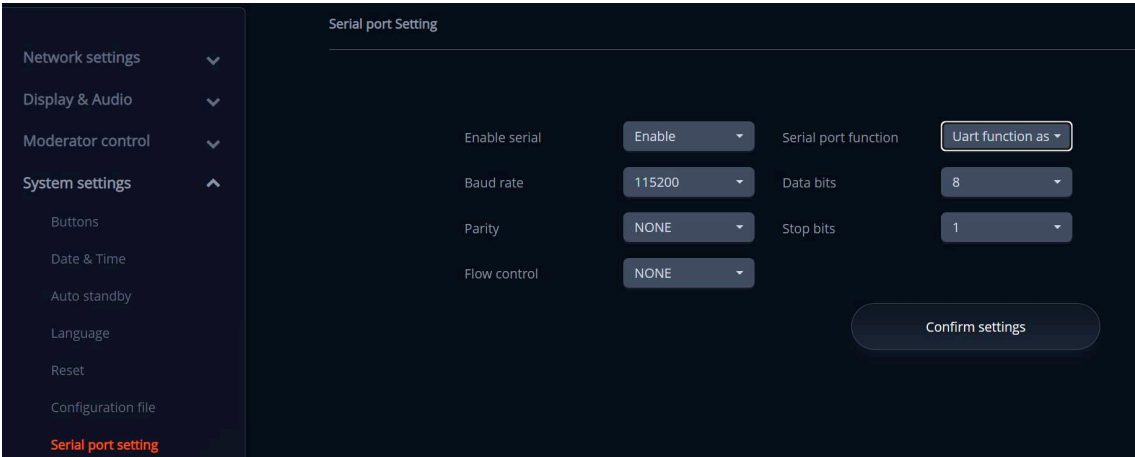 Serial port Setting
Network settings
Display & Audio
Moderator control
System settings
Buttons
Date & Time
Auto standby
Language
Reset
Configuration file
Serial port setting
Enable serial Enable Serial port function Uart function as
Baud rate 115200 Data bits 8
Parity NONE Stop bits 1
Flow control NONE
Confirm settings